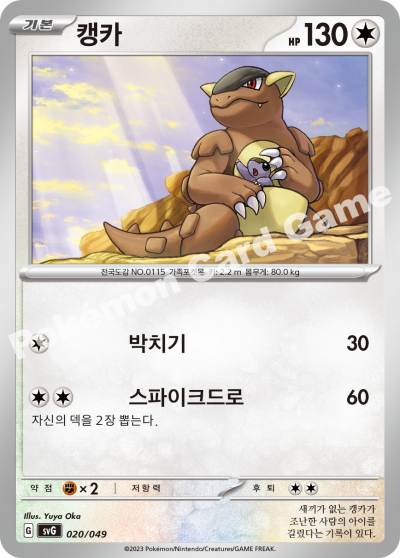 기본 캥카 HP 130
전국도감 NO.0115 가족포켓몬 키: 2.2 m 몸무게: 80.0 kg
Pokémon Card Game
박치기 30
스파이크드로 60
자신의 덱을 2장 뽑는다.
약점 ×2 저항력 후퇴
Illus. Yuya Oka
G svG 020/049
새끼가 없는 캥카가
조난한 사람의 아이를
길렀다는 기록이 있다.
©2023 Pokémon/Nintendo/Creatures/GAME FREAK.